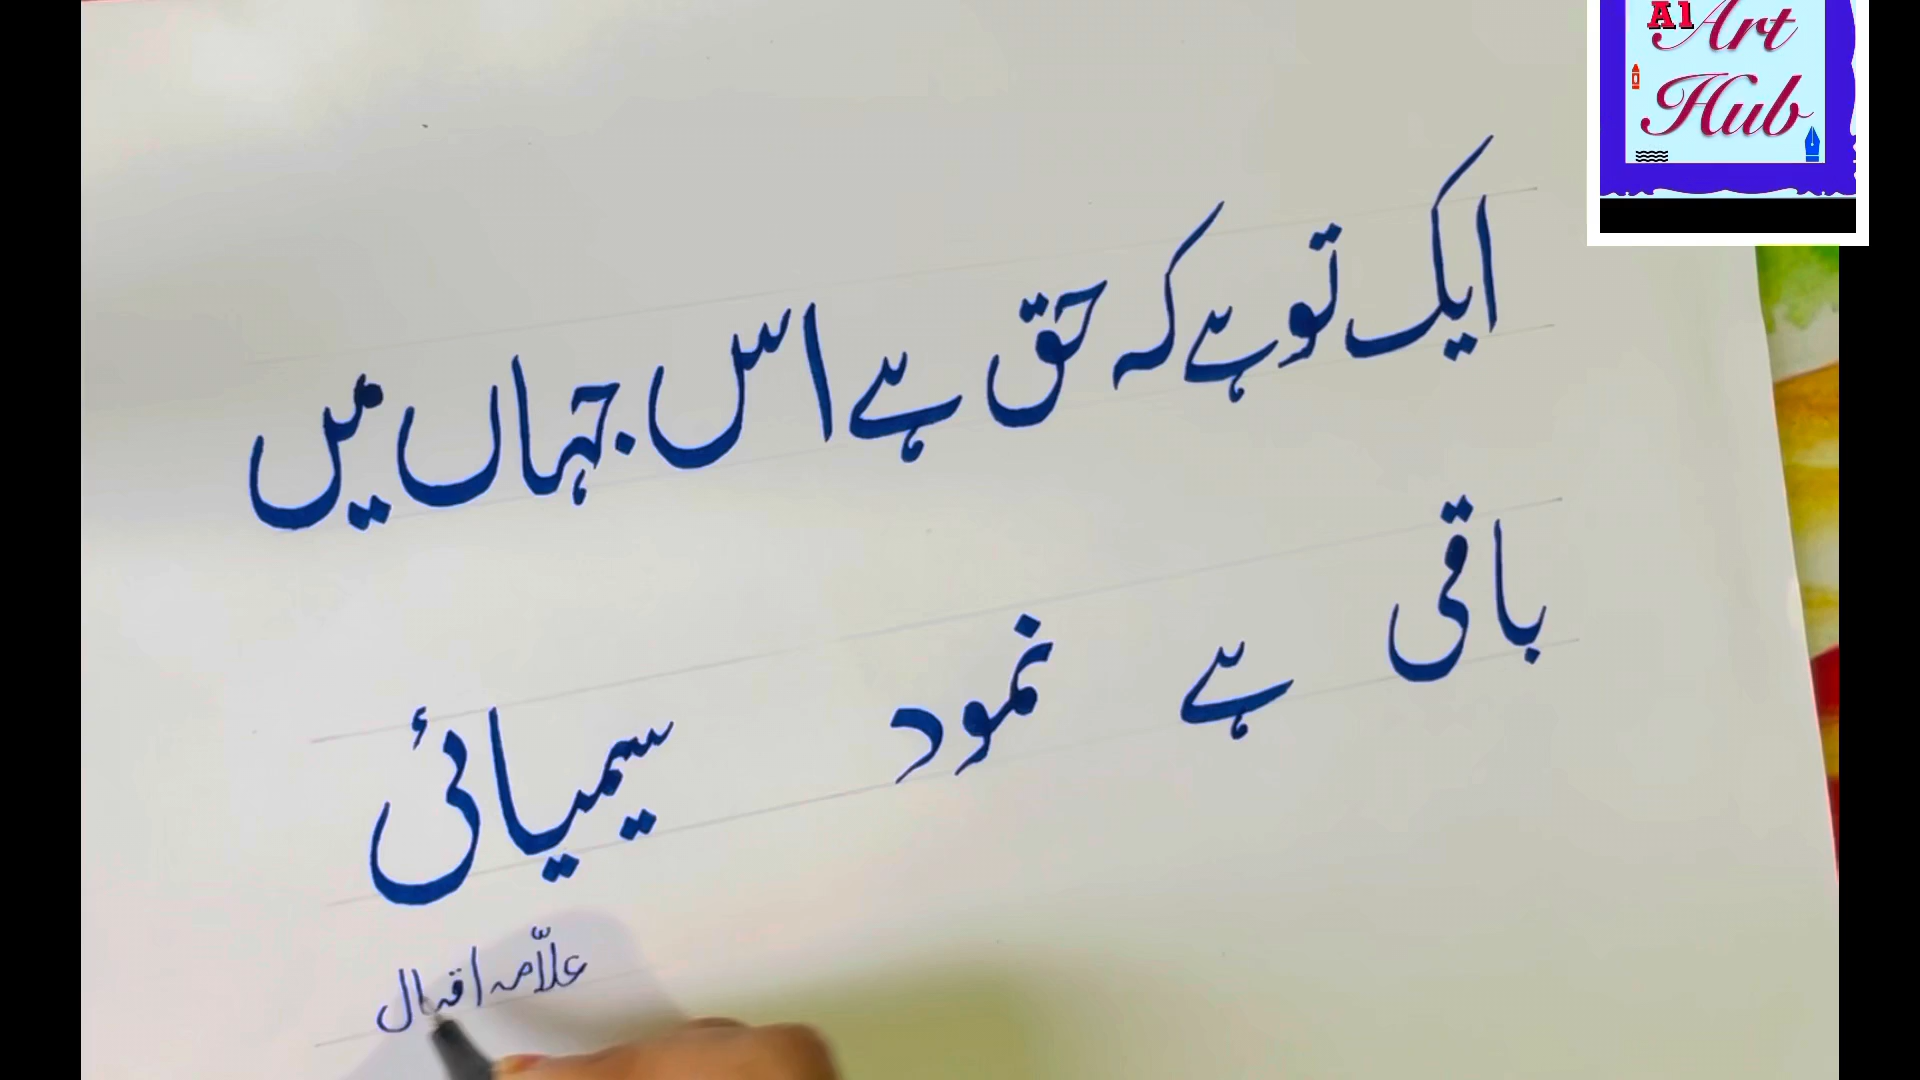 A1 Art
Hub
ایک تو ہے کہ حق ہے اس جہاں میں
باقی ہے نمود سیمیائی
علامہ اقبال